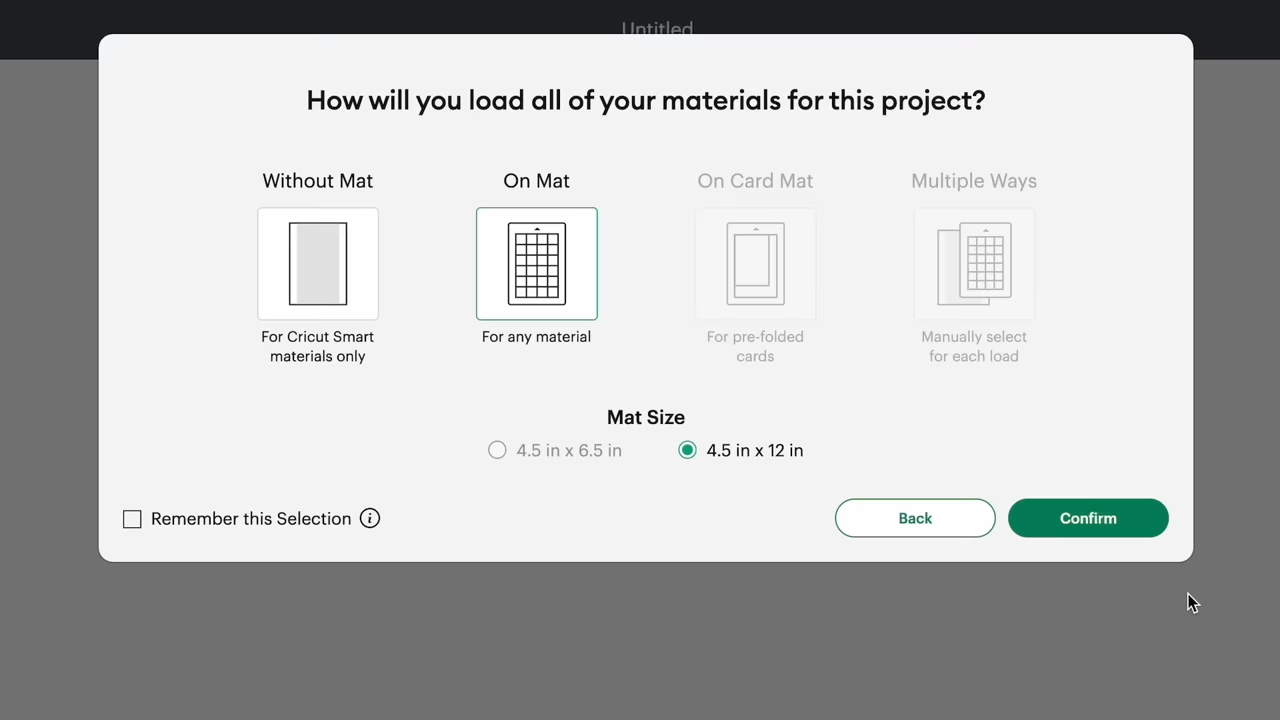 Untitled
How will you load all of your materials for this project?
Without Mat
On Mat
On Card Mat
Multiple Ways
For Cricut Smart
materials only
For any material
For pre-folded
cards
Manually select
for each load
Mat Size
4.5 in x 6.5 in
4.5 in x 12 in
Remember this Selection
Back
Confirm